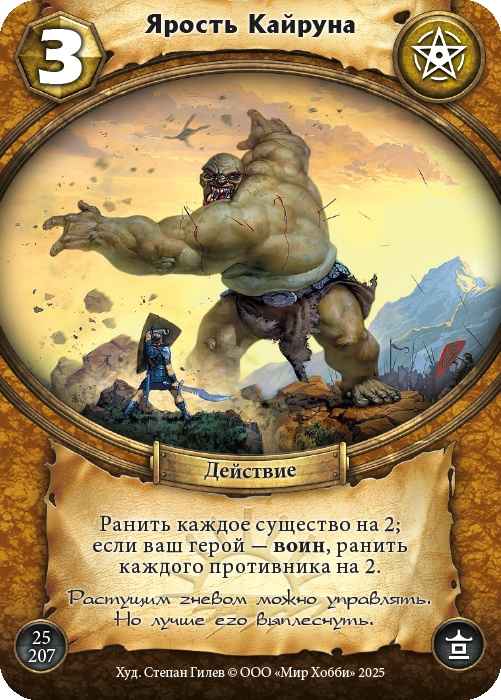 3
Ярость Кайруна
Действие
Ранить каждое существо на 2;
если ваш герой — воин, ранить
каждого противника на 2.
Растущим гневом можно управлять.
Но лучше его выплеснуть.
25
207
Худ. Степан Гилев © ООО «Мир Хобби» 2025